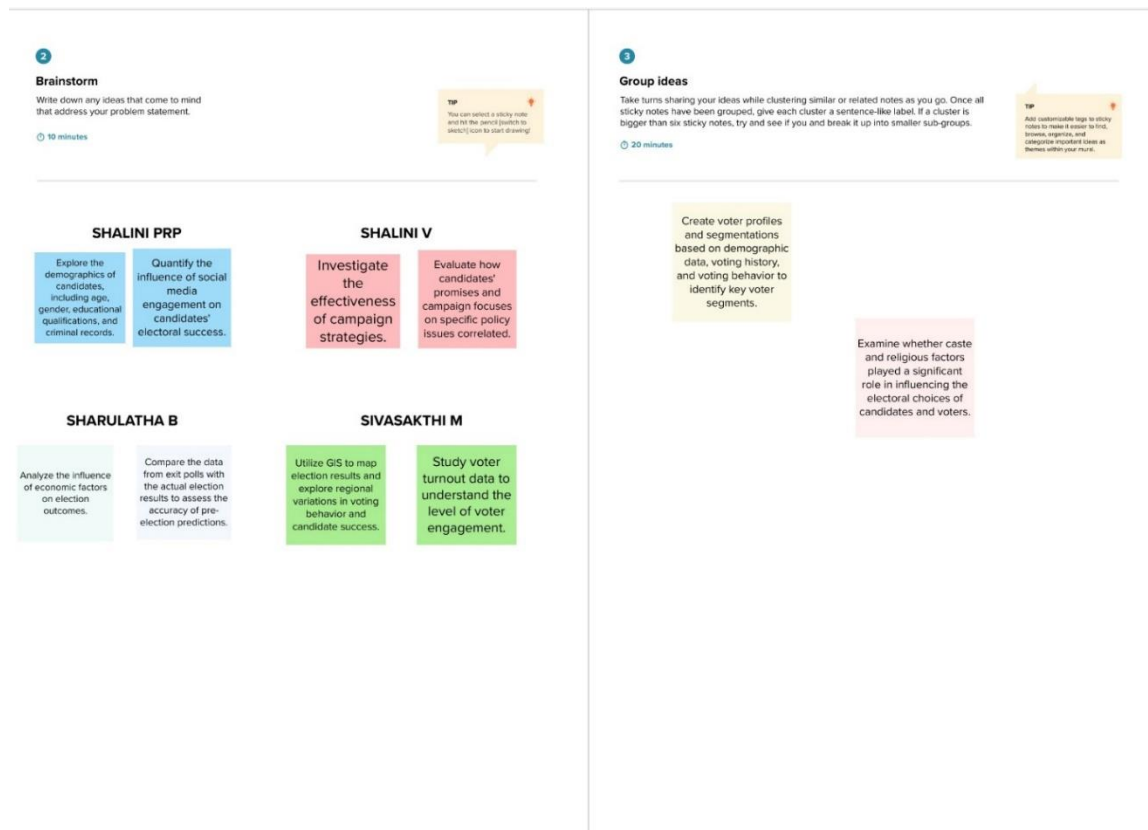 2
Brainstorm
Write down any ideas that come to mind
that address your problem statement.
10 minutes
TIP
You can select a sticky note
and hit the pencil [switch to
sketch] icon to start drawing!
SHALINI PRP
Explore the
demographics of
candidates,
including age,
gender, educational
qualifications, and
criminal records.
Quantify the
influence of social
media
engagement on
candidates'
electoral success.
SHALINI V
Investigate
the
effectiveness
of campaign
strategies.
Evaluate how
candidates'
promises and
campaign focuses
on specific policy
issues correlated.
SHARULATHA B
Analyze the influence
of economic factors
on election
outcomes.
Compare the data
from exit polls with
the actual election
results to assess the
accuracy of pre-
election predictions.
SIVASAKTHI M
Utilize GIS to map
election results and
explore regional
variations in voting
behavior and
candidate success.
Study voter
turnout data to
understand the
level of voter
engagement.
3
Group ideas
Take turns sharing your ideas while clustering similar or related notes as you go. Once all
sticky notes have been grouped, give each cluster a sentence-like label. If a cluster is
bigger than six sticky notes, try and see if you and break it up into smaller sub-groups.
20 minutes
TIP
Add customizable tags to sticky
notes to make it easier to find,
browse, organize, and
categorize important ideas as
themes within your mural.
Create voter profiles
and segmentations
based on demographic
data, voting history,
and voting behavior to
identify key voter
segments.
Examine whether caste
and religious factors
played a significant
role in influencing the
electoral choices of
candidates and voters.